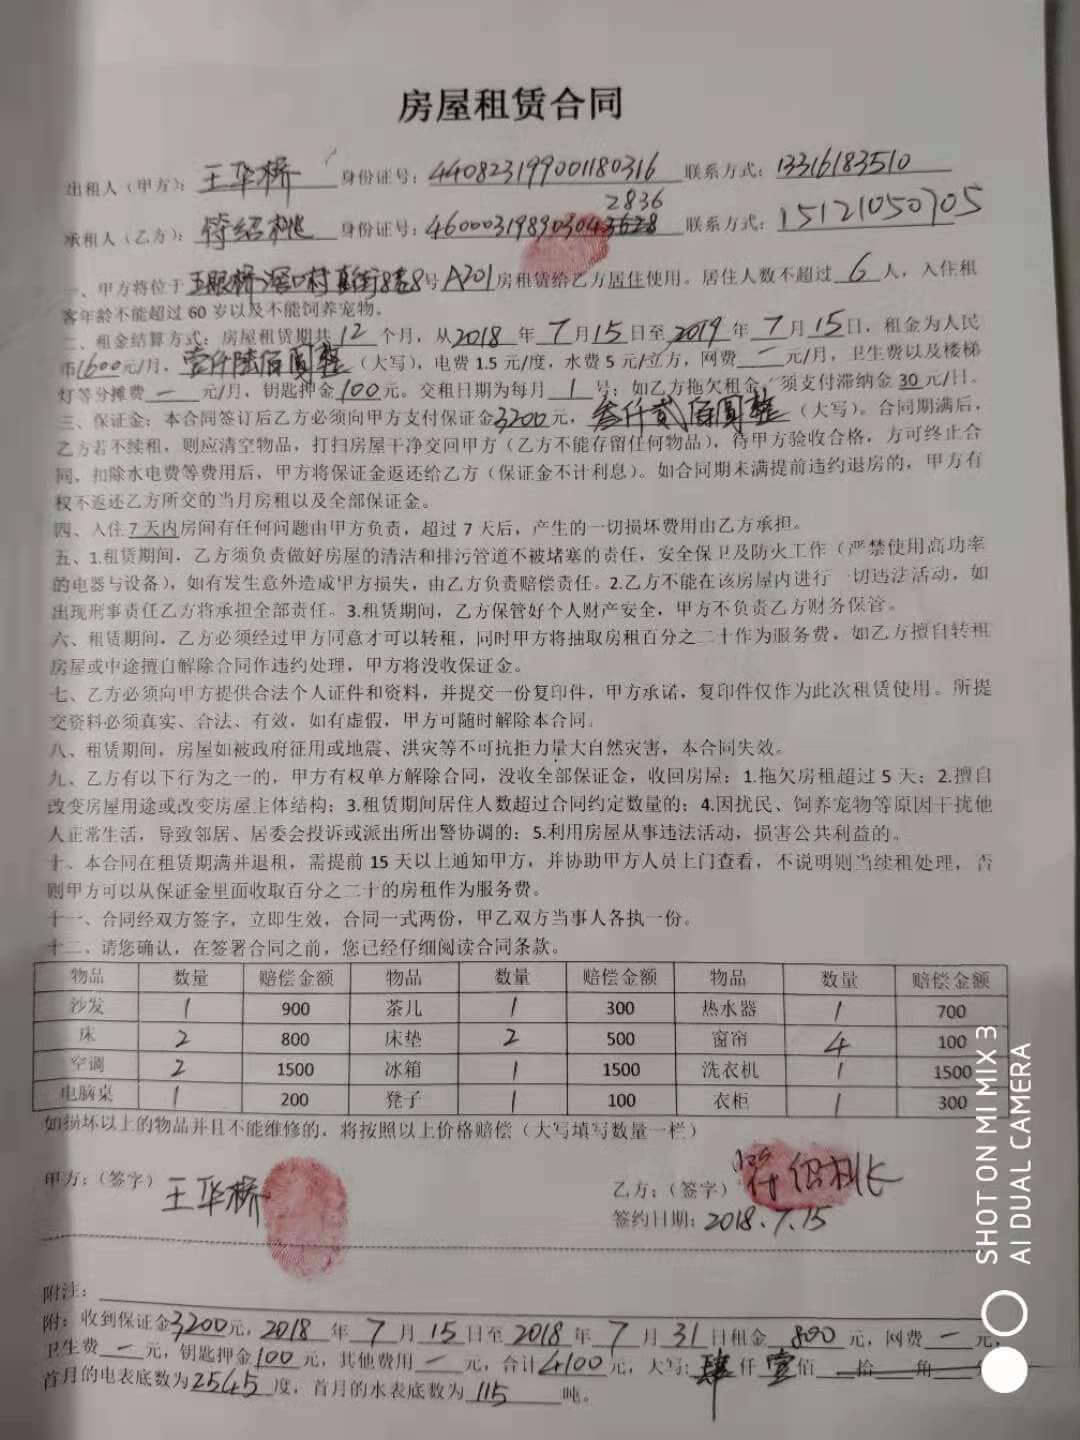 房屋租赁合同
出租人（甲方）：王华桥 身份证号：440823199001180316 联系方式：13316183510
2836
承租人（乙方）：符绍桃 身份证号：460003198903043628 联系方式：15121050705
一、甲方将位于 号A201房租赁给乙方居住使用。居住人数不超过6人，入住租
客年龄不能超过60岁以及不能饲养宠物。
二、租金结算方式：房屋租赁期共12个月，从2018年7月15日至2019年7月15日，租金为人民
币1600元/月，壹仟陆佰圆整（大写），电费1.5元/度，水费5元/立方，网费一元/月，卫生费以及楼梯
灯等分摊费一元/月，钥匙押金100元。交租日期为每月1号；如乙方拖欠租金，须支付滞纳金30元/日。
三、保证金：本合同签订后乙方必须向甲方支付保证金3200元，叁仟贰佰圆整（大写）。合同期满后，
乙方若不续租，则应清空物品，打扫房屋干净交回甲方（乙方不能存留任何物品），待甲方验收合格，方可终止合
同，扣除水电费等费用后，甲方将保证金返还给乙方（保证金不计利息）。如合同期未满提前违约退房的，甲方有
权不返还乙方所交的当月房租以及全部保证金。
四、入住7天内房间有任何问题由甲方负责，超过7天后，产生的一切损坏费用由乙方承担。
五、1.租赁期间，乙方须负责做好房屋的清洁和排污管道不被堵塞的责任，安全保卫及防火工作（严禁使用高功率
的电器与设备），如有发生意外造成甲方损失，由乙方负责赔偿责任。2.乙方不能在该房屋内进行一切违法活动，如
出现刑事责任乙方将承担全部责任。3.租赁期间，乙方保管好个人财产安全，甲方不负责乙方财务保管。
六、租赁期间，乙方必须经过甲方同意才可以转租，同时甲方将抽取房租百分之二十作为服务费，如乙方擅自转租
房屋或中途擅自解除合同作违约处理，甲方将没收保证金。
七、乙方必须向甲方提供合法个人证件和资料，并提交一份复印件，甲方承诺，复印件仅作为此次租赁使用。所提
交资料必须真实、合法、有效，如有虚假，甲方可随时解除本合同。
八、租赁期间，房屋如被政府征用或地震、洪灾等不可抗拒力量大自然灾害，本合同失效。
九、乙方有以下行为之一的，甲方有权单方解除合同，没收全部保证金，收回房屋：1.拖欠房租超过5天；2.擅自
改变房屋用途或改变房屋主体结构；3.租赁期间居住人数超过合同约定数量的；4.因扰民、饲养宠物等原因干扰他
人正常生活，导致邻居、居委会投诉或派出所出警协调的；5.利用房屋从事违法活动，损害公共利益的。
十、本合同在租赁期满并退租，需提前15天以上通知甲方，并协助甲方人员上门查看，不说明则当续租处理，否
则甲方可以从保证金里面收取百分之二十的房租作为服务费。
十一、合同经双方签字，立即生效，合同一式两份，甲乙双方当事人各执一份。
十二、请您确认，在签署合同之前，您已经仔细阅读合同条款。
物品 数量 赔偿金额 物品 数量 赔偿金额 物品 数量 赔偿金额
沙发 1 900 茶几 1 300 热水器 1 700
床 2 800 床垫 2 500 窗帘 4 100
空调 2 1500 冰箱 1 1500 洗衣机 1 1500
电脑桌 1 200 凳子 1 100 衣柜 1 300
如损坏以上的物品并且不能维修的，将按照以上价格赔偿（大写填写数量一栏）
甲方：（签字）王华桥
乙方：（签字）符绍桃
签约日期：2018.7.15
附注：
附：收到保证金3200元，2018年7月15日至2018年7月31日租金800元，网费一元，
卫生费一元，钥匙押金100元，其他费用一元，合计4100元，大写：肆仟壹佰 拾 角
首月的电表底数为2545度，首月的水表底数为115吨。
SHOT ON MI MIX 3
AI DUAL CAMERA